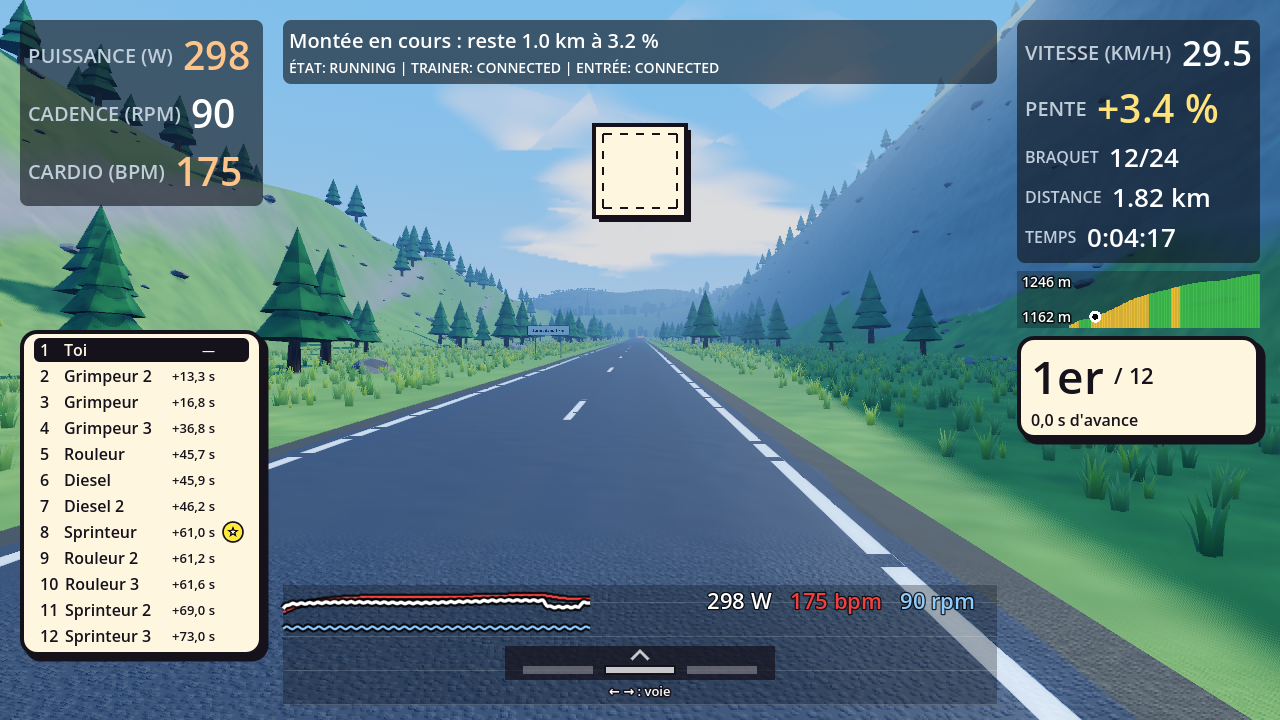 PUISSANCE (W) 298
CADENCE (RPM) 90
CARDIO (BPM) 175
Montée en cours : reste 1.0 km à 3.2 %
ÉTAT: RUNNING | TRAINER: CONNECTED | ENTRÉE: CONNECTED
VITESSE (KM/H) 29.5
PENTE +3.4 %
BRAQUET 12/24
DISTANCE 1.82 km
TEMPS 0:04:17
1246 m
1162 m
1er / 12
0,0 s d'avance
1 Toi —
2 Grimpeur 2 +13,3 s
3 Grimpeur +16,8 s
4 Grimpeur 3 +36,8 s
5 Rouleur +45,7 s
6 Diesel +45,9 s
7 Diesel 2 +46,2 s
8 Sprinteur +61,0 s
9 Rouleur 2 +61,2 s
10 Rouleur 3 +61,6 s
11 Sprinteur 2 +69,0 s
12 Sprinteur 3 +73,0 s
298 W 175 bpm 90 rpm
← → : voie